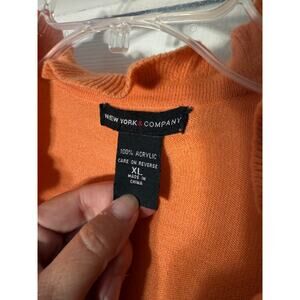 NEW YORK & COMPANY
100% ACRYLIC
CARE ON REVERSE
XL
MADE IN
CHINA